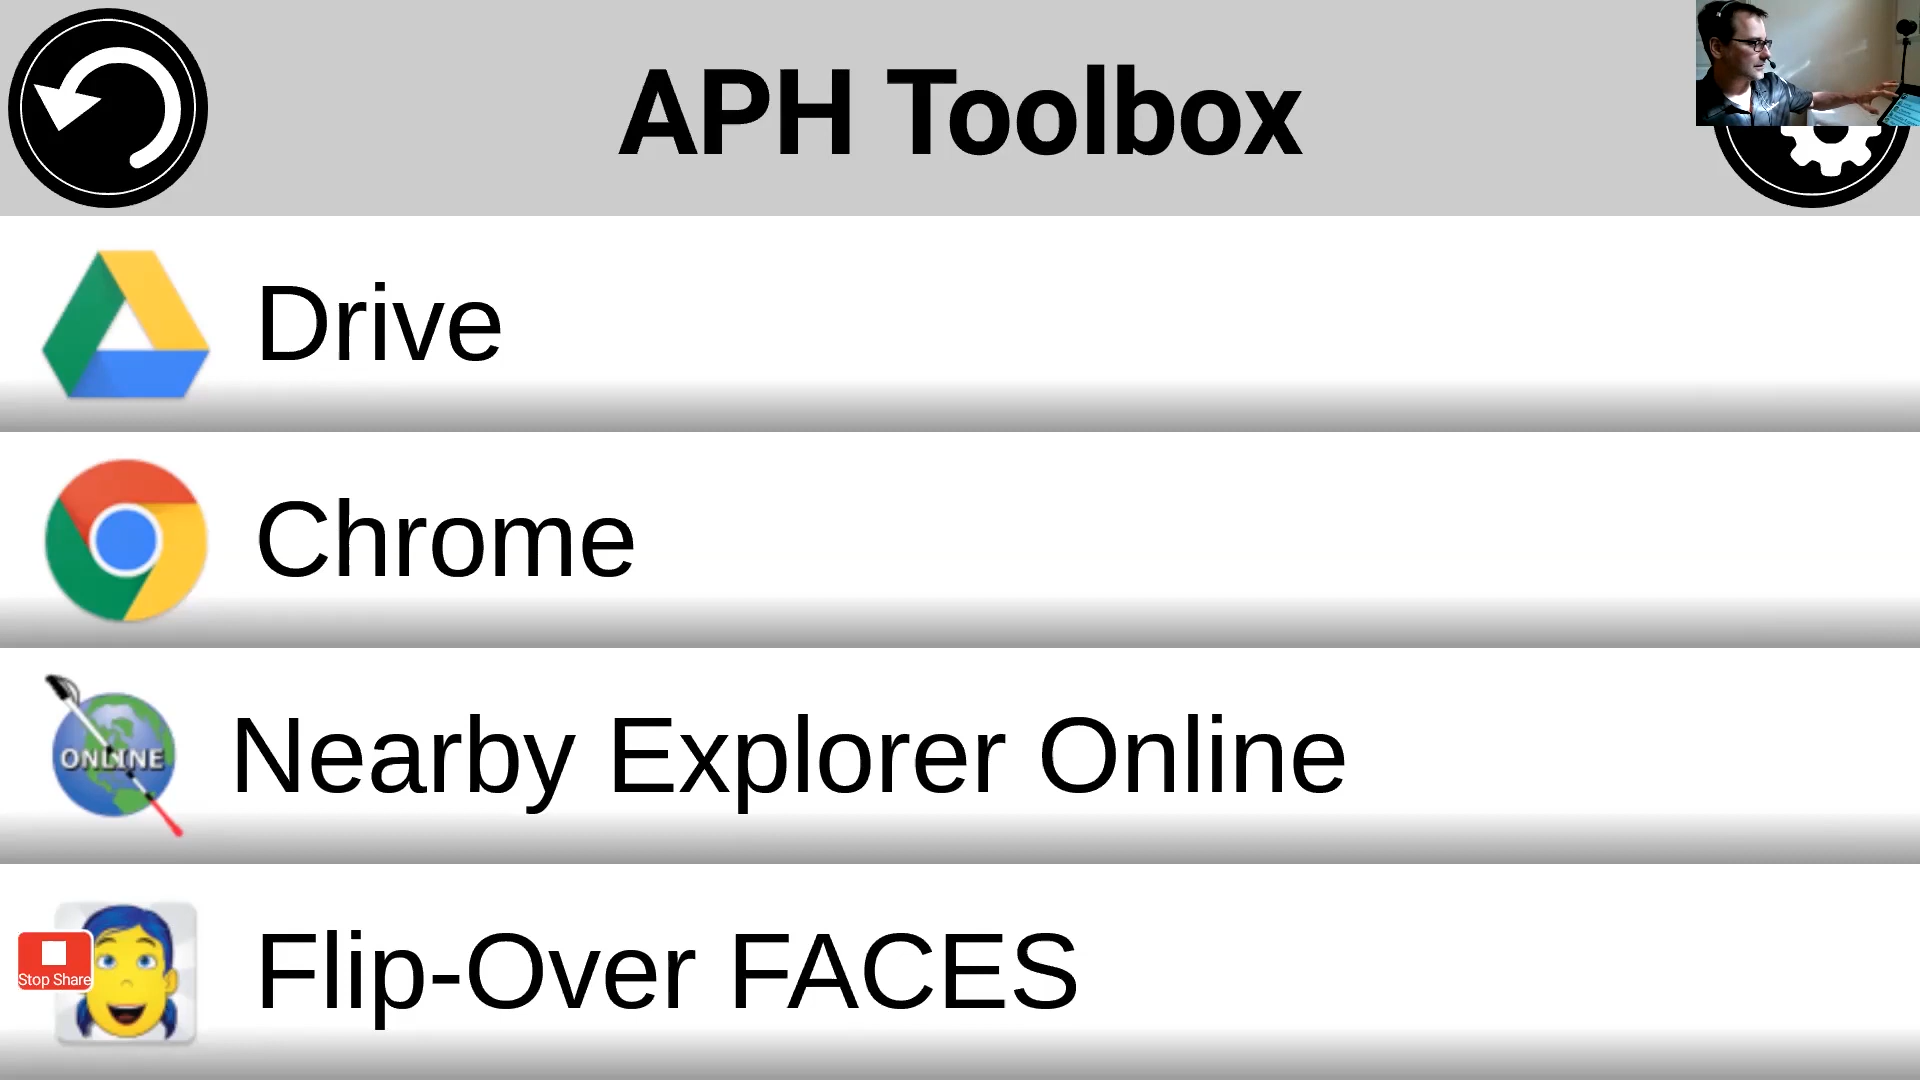 APH Toolbox
Drive
Chrome
ONLINE
Nearby Explorer Online
Stop Share
Flip-Over FACES